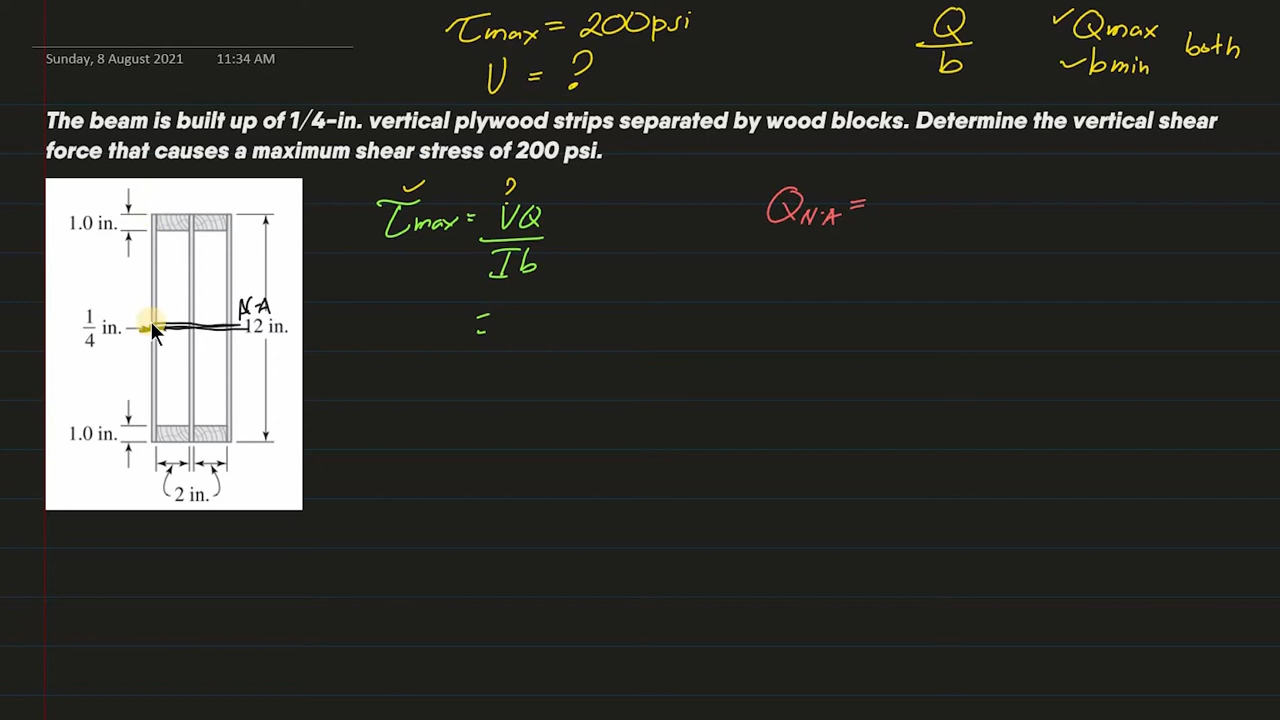 τmax = 200psi
V = ?
Q/b
✓Qmax
✓bmin
both
Sunday, 8 August 2021 11:34 AM
The beam is built up of 1/4-in. vertical plywood strips separated by wood blocks. Determine the vertical shear
force that causes a maximum shear stress of 200 psi.
✓ ?
τmax = VQ/Ib
=
Q N.A =
1.0 in.
N-A
1/4 in.
12 in.
1.0 in.
2 in.